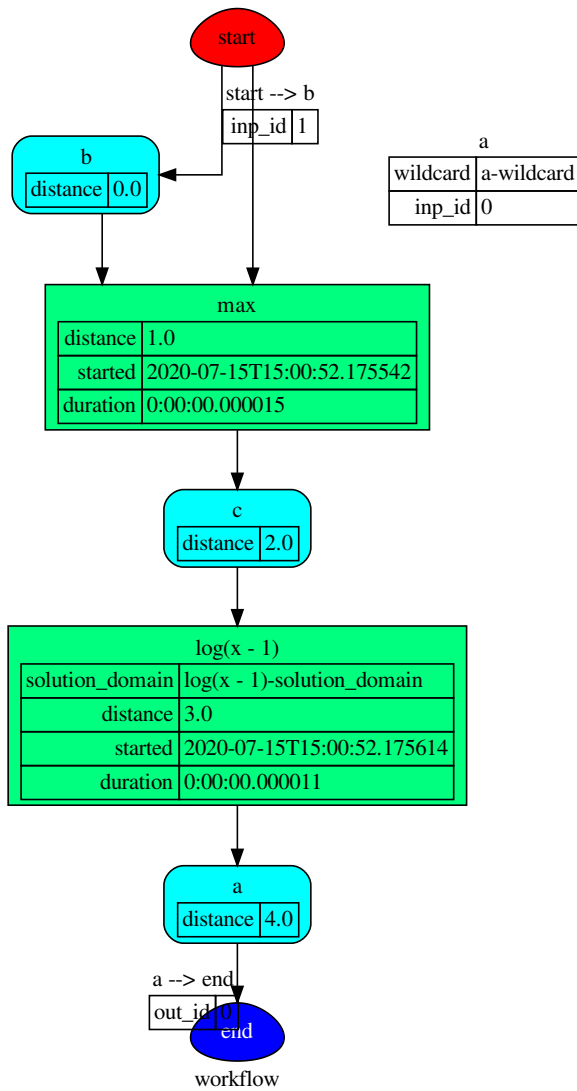 start
start --> b
inp_id 1
b
distance 0.0
a
wildcard a-wildcard
inp_id 0
max
distance 1.0
started 2020-07-15T15:00:52.175542
duration 0:00:00.000015
c
distance 2.0
log(x - 1)
solution_domain log(x - 1)-solution_domain
distance 3.0
started 2020-07-15T15:00:52.175614
duration 0:00:00.000011
a
distance 4.0
a --> end
out_id 0
end
workflow